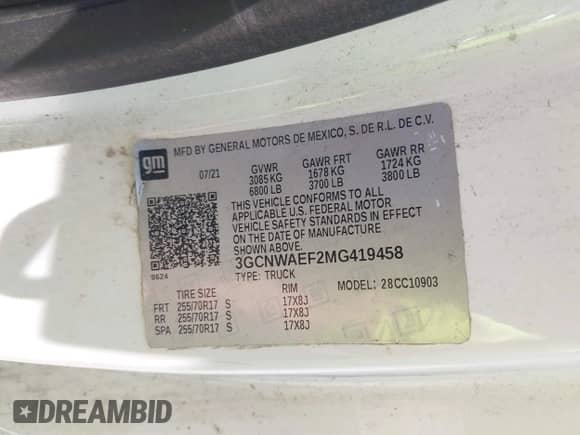 gm
MFD BY GENERAL MOTORS DE MEXICO, S. DE R.L. DE C.V.
07/21 GVWR GAWR FRT GAWR RR
3085 KG 1678 KG 1724 KG
6800 LB 3700 LB 3800 LB
THIS VEHICLE CONFORMS TO ALL
APPLICABLE U.S. FEDERAL MOTOR
VEHICLE SAFETY STANDARDS IN EFFECT
ON THE DATE OF MANUFACTURE
SHOWN ABOVE.
3GCNWAEF2MG419458
0624
TYPE: TRUCK
TIRE SIZE RIM MODEL: 28CC10903
FRT 255/70R17 S 17X8J
RR 255/70R17 S 17X8J
SPA 255/70R17 S 17X8J
DREAMBID